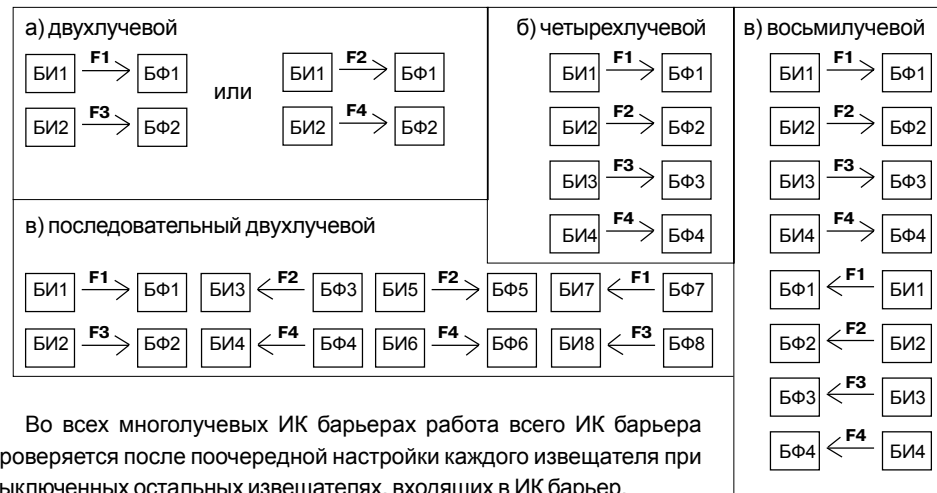 а) двухлучевой
БИ1 F1 БФ1
БИ2 F3 БФ2
или
БИ1 F2 БФ1
БИ2 F4 БФ2
б) четырехлучевой
БИ1 F1 БФ1
БИ2 F2 БФ2
БИ3 F3 БФ3
БИ4 F4 БФ4
в) восьмилучевой
БИ1 F1 БФ1
БИ2 F2 БФ2
БИ3 F3 БФ3
БИ4 F4 БФ4
БФ1 F1 БИ1
БФ2 F2 БИ2
БФ3 F3 БИ3
БФ4 F4 БИ4
в) последовательный двухлучевой
БИ1 F1 БФ1 БИ3 F2 БФ3 БИ5 F2 БФ5 БИ7 F1 БФ7
БИ2 F3 БФ2 БИ4 F4 БФ4 БИ6 F4 БФ6 БИ8 F3 БФ8
Во всех многолучевых ИК барьерах работа всего ИК барьера
роверяется после поочередной настройки каждого извещателя при
ыключенных остальных извещателях, входящих в ИК барьер.